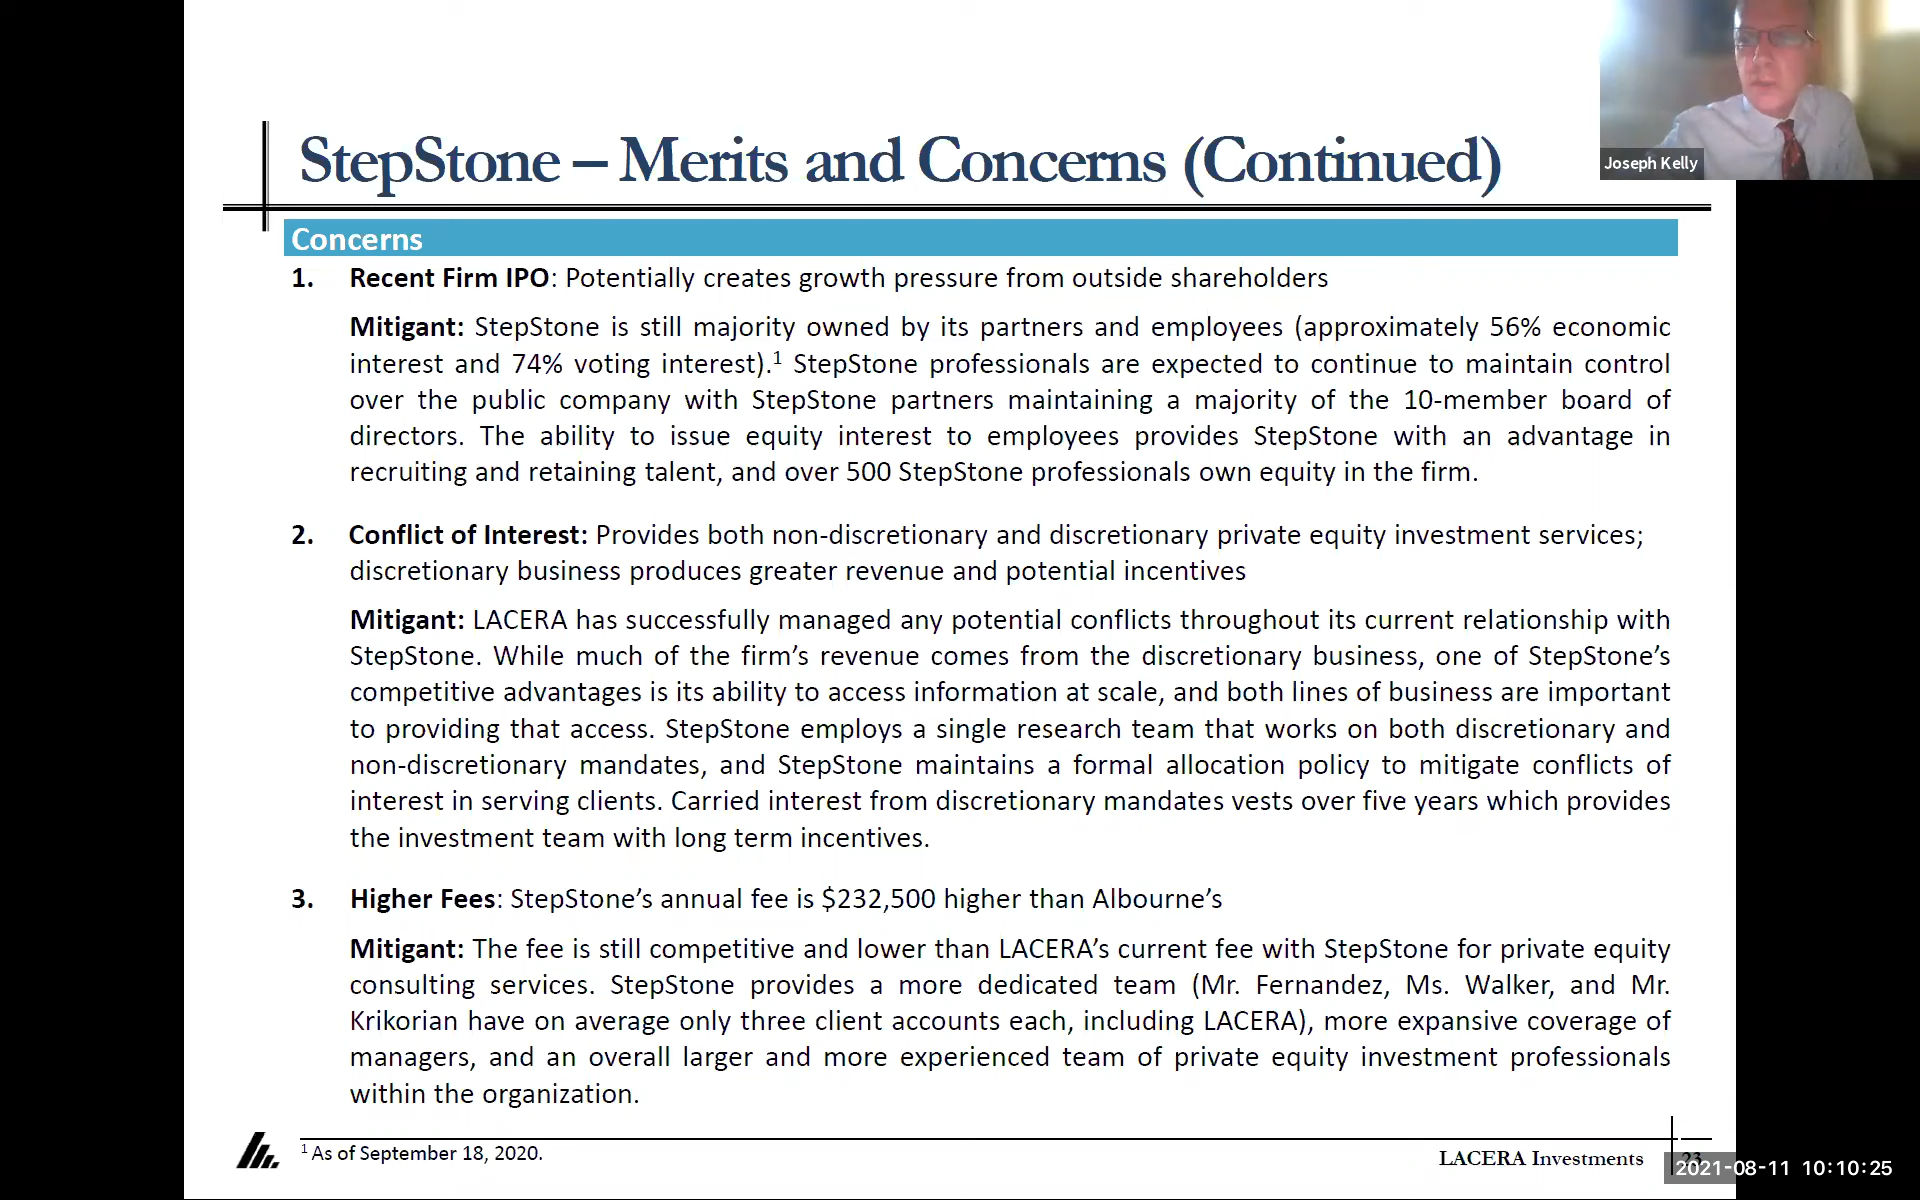 Joseph Kelly
StepStone – Merits and Concerns (Continued)
Concerns
1. Recent Firm IPO: Potentially creates growth pressure from outside shareholders
Mitigant: StepStone is still majority owned by its partners and employees (approximately 56% economic
interest and 74% voting interest).1 StepStone professionals are expected to continue to maintain control
over the public company with StepStone partners maintaining a majority of the 10-member board of
directors. The ability to issue equity interest to employees provides StepStone with an advantage in
recruiting and retaining talent, and over 500 StepStone professionals own equity in the firm.
2. Conflict of Interest: Provides both non-discretionary and discretionary private equity investment services;
discretionary business produces greater revenue and potential incentives
Mitigant: LACERA has successfully managed any potential conflicts throughout its current relationship with
StepStone. While much of the firm’s revenue comes from the discretionary business, one of StepStone’s
competitive advantages is its ability to access information at scale, and both lines of business are important
to providing that access. StepStone employs a single research team that works on both discretionary and
non-discretionary mandates, and StepStone maintains a formal allocation policy to mitigate conflicts of
interest in serving clients. Carried interest from discretionary mandates vests over five years which provides
the investment team with long term incentives.
3. Higher Fees: StepStone’s annual fee is $232,500 higher than Albourne’s
Mitigant: The fee is still competitive and lower than LACERA’s current fee with StepStone for private equity
consulting services. StepStone provides a more dedicated team (Mr. Fernandez, Ms. Walker, and Mr.
Krikorian have on average only three client accounts each, including LACERA), more expansive coverage of
managers, and an overall larger and more experienced team of private equity investment professionals
within the organization.
1 As of September 18, 2020.
LACERA Investments
2021-08-11 10:10:25